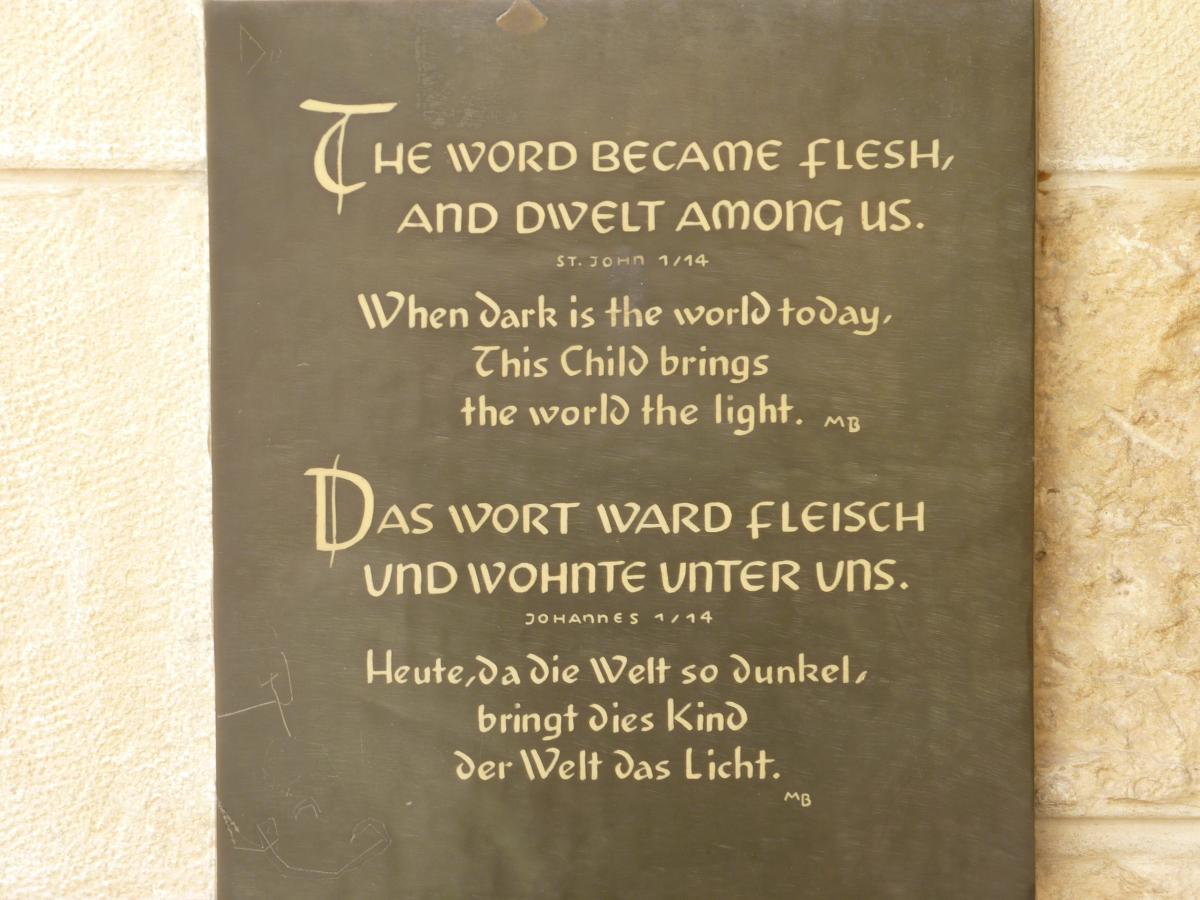 THE WORD BECAME FLESH,
AND DWELT AMONG US.
ST. JOHN 1/14
When dark is the world today,
This Child brings
the world the light. MB
DAS WORT WARD FLEISCH
UND WOHNTE UNTER UNS.
JOHANNES 1/14
Heute, da die Welt so dunkel,
bringt dies Kind
der Welt das Licht.
MB